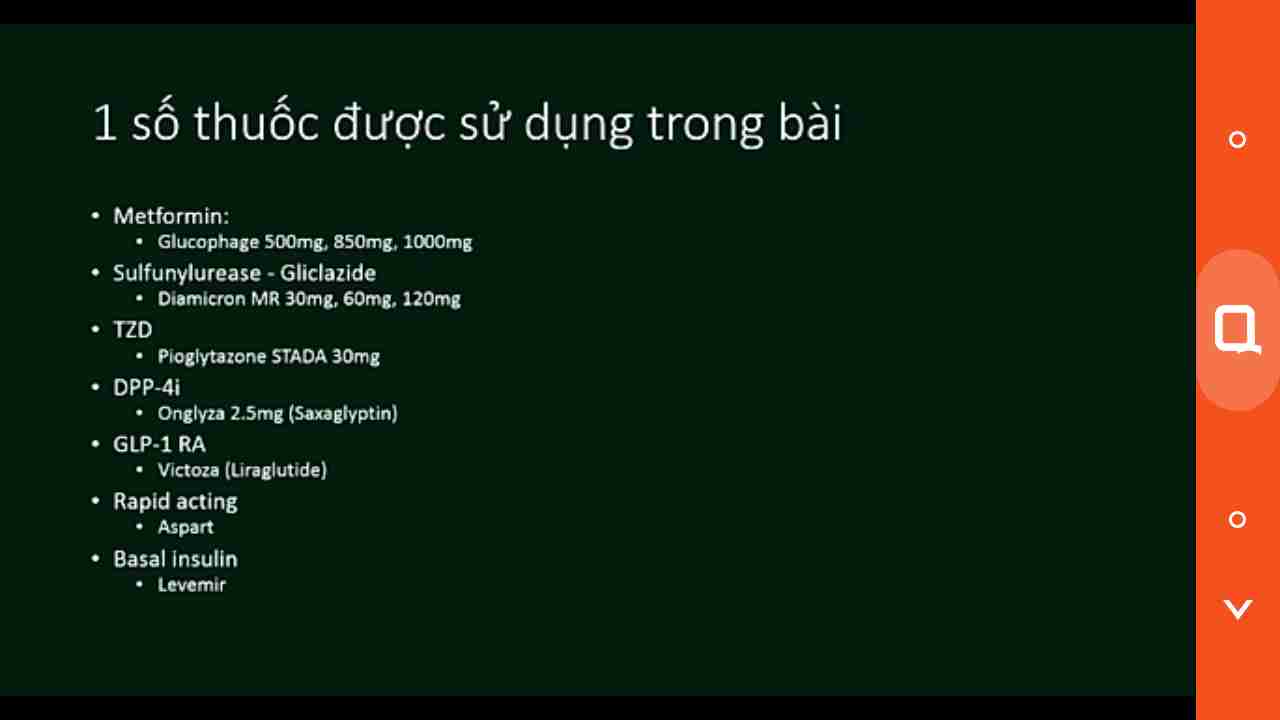 1 số thuốc được sử dụng trong bài
• Metformin:
• Glucophage 500mg, 850mg, 1000mg
• Sulfunylurease - Gliclazide
• Diamicron MR 30mg, 60mg, 120mg
• TZD
• Pioglytazone STADA 30mg
• DPP-4i
• Onglyza 2.5mg (Saxaglyptin)
• GLP-1 RA
• Victoza (Liraglutide)
• Rapid acting
• Aspart
• Basal insulin
• Levemir